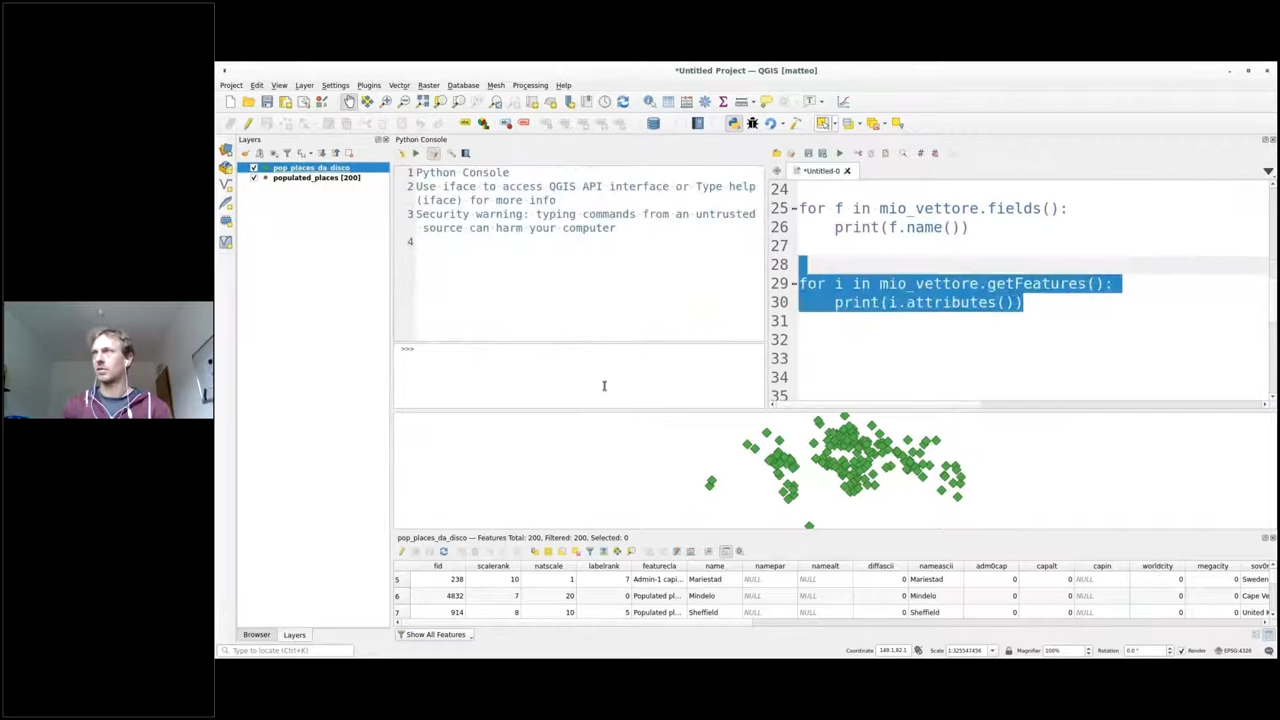 *Untitled Project — QGIS [matteo]
Project Edit View Layer Settings Plugins Vector Raster Database Web Mesh Processing Help
Layers
pop_places_da_disco
populated_places [200]
Python Console
1 Python Console
2 Use iface to access QGIS API interface or Type help
(iface) for more info
3 Security warning: typing commands from an untrusted
source can harm your computer
4
>>>
*Untitled-0
24
25 for f in mio_vettore.fields():
26 print(f.name())
27
28
29 for i in mio_vettore.getFeatures():
30 print(i.attributes())
31
32
33
34
35
pop_places_da_disco — Features Total: 200, Filtered: 200, Selected: 0
fid scalerank natscale labelrank featurecla name namepar namealt diffascii nameascii adm0cap capalt capin worldcity megacity sov0n
5 238 10 1 7 Admin-1 capi... Mariestad NULL NULL 0 Mariestad 0 0 NULL 0 0 Sweden
6 4832 7 20 0 Populated pl... Mindelo NULL NULL 0 Mindelo 0 0 NULL 0 0 Cape Ve
7 914 8 10 5 Populated pl... Sheffield NULL NULL 0 Sheffield 0 0 NULL 0 0 United K
Show All Features
Browser Layers
Type to locate (Ctrl+K)
Coordinate 149.1,82.1 Scale 1:325547456 Magnifier 100% Rotation 0.0 ° Render EPSG:4326